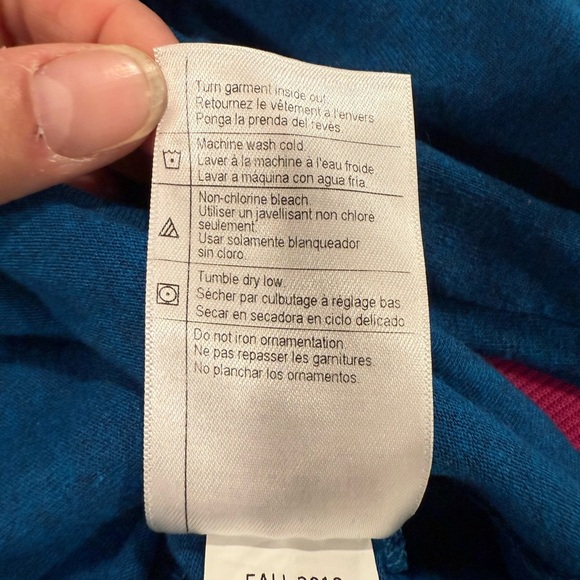 Turn garment inside out.
Retournez le vêtement à l'envers.
Ponga la prenda del revés.
Machine wash cold.
Laver à la machine à l'eau froide.
Lavar a máquina con agua fría.
Non-chlorine bleach.
Utiliser un javellisant non chloré
seulement.
Usar solamente blanqueador
sin cloro.
Tumble dry low.
Sécher par culbutage à réglage bas.
Secar en secadora en ciclo delicado.
Do not iron ornamentation.
Ne pas repasser les garnitures.
No planchar los ornamentos.
FALL